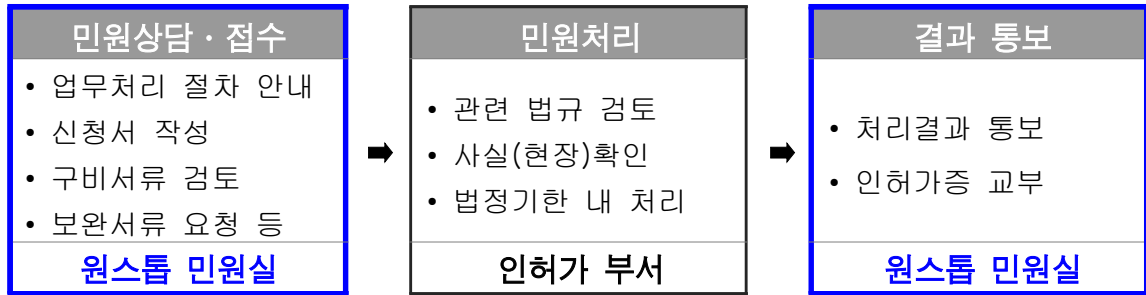 민원상담 · 접수
• 업무처리 절차 안내
• 신청서 작성
• 구비서류 검토
• 보완서류 요청 등
원스톱 민원실
➡
민원처리
• 관련 법규 검토
• 사실(현장)확인
• 법정기한 내 처리
인허가 부서
➡
결과 통보
• 처리결과 통보
• 인허가증 교부
원스톱 민원실